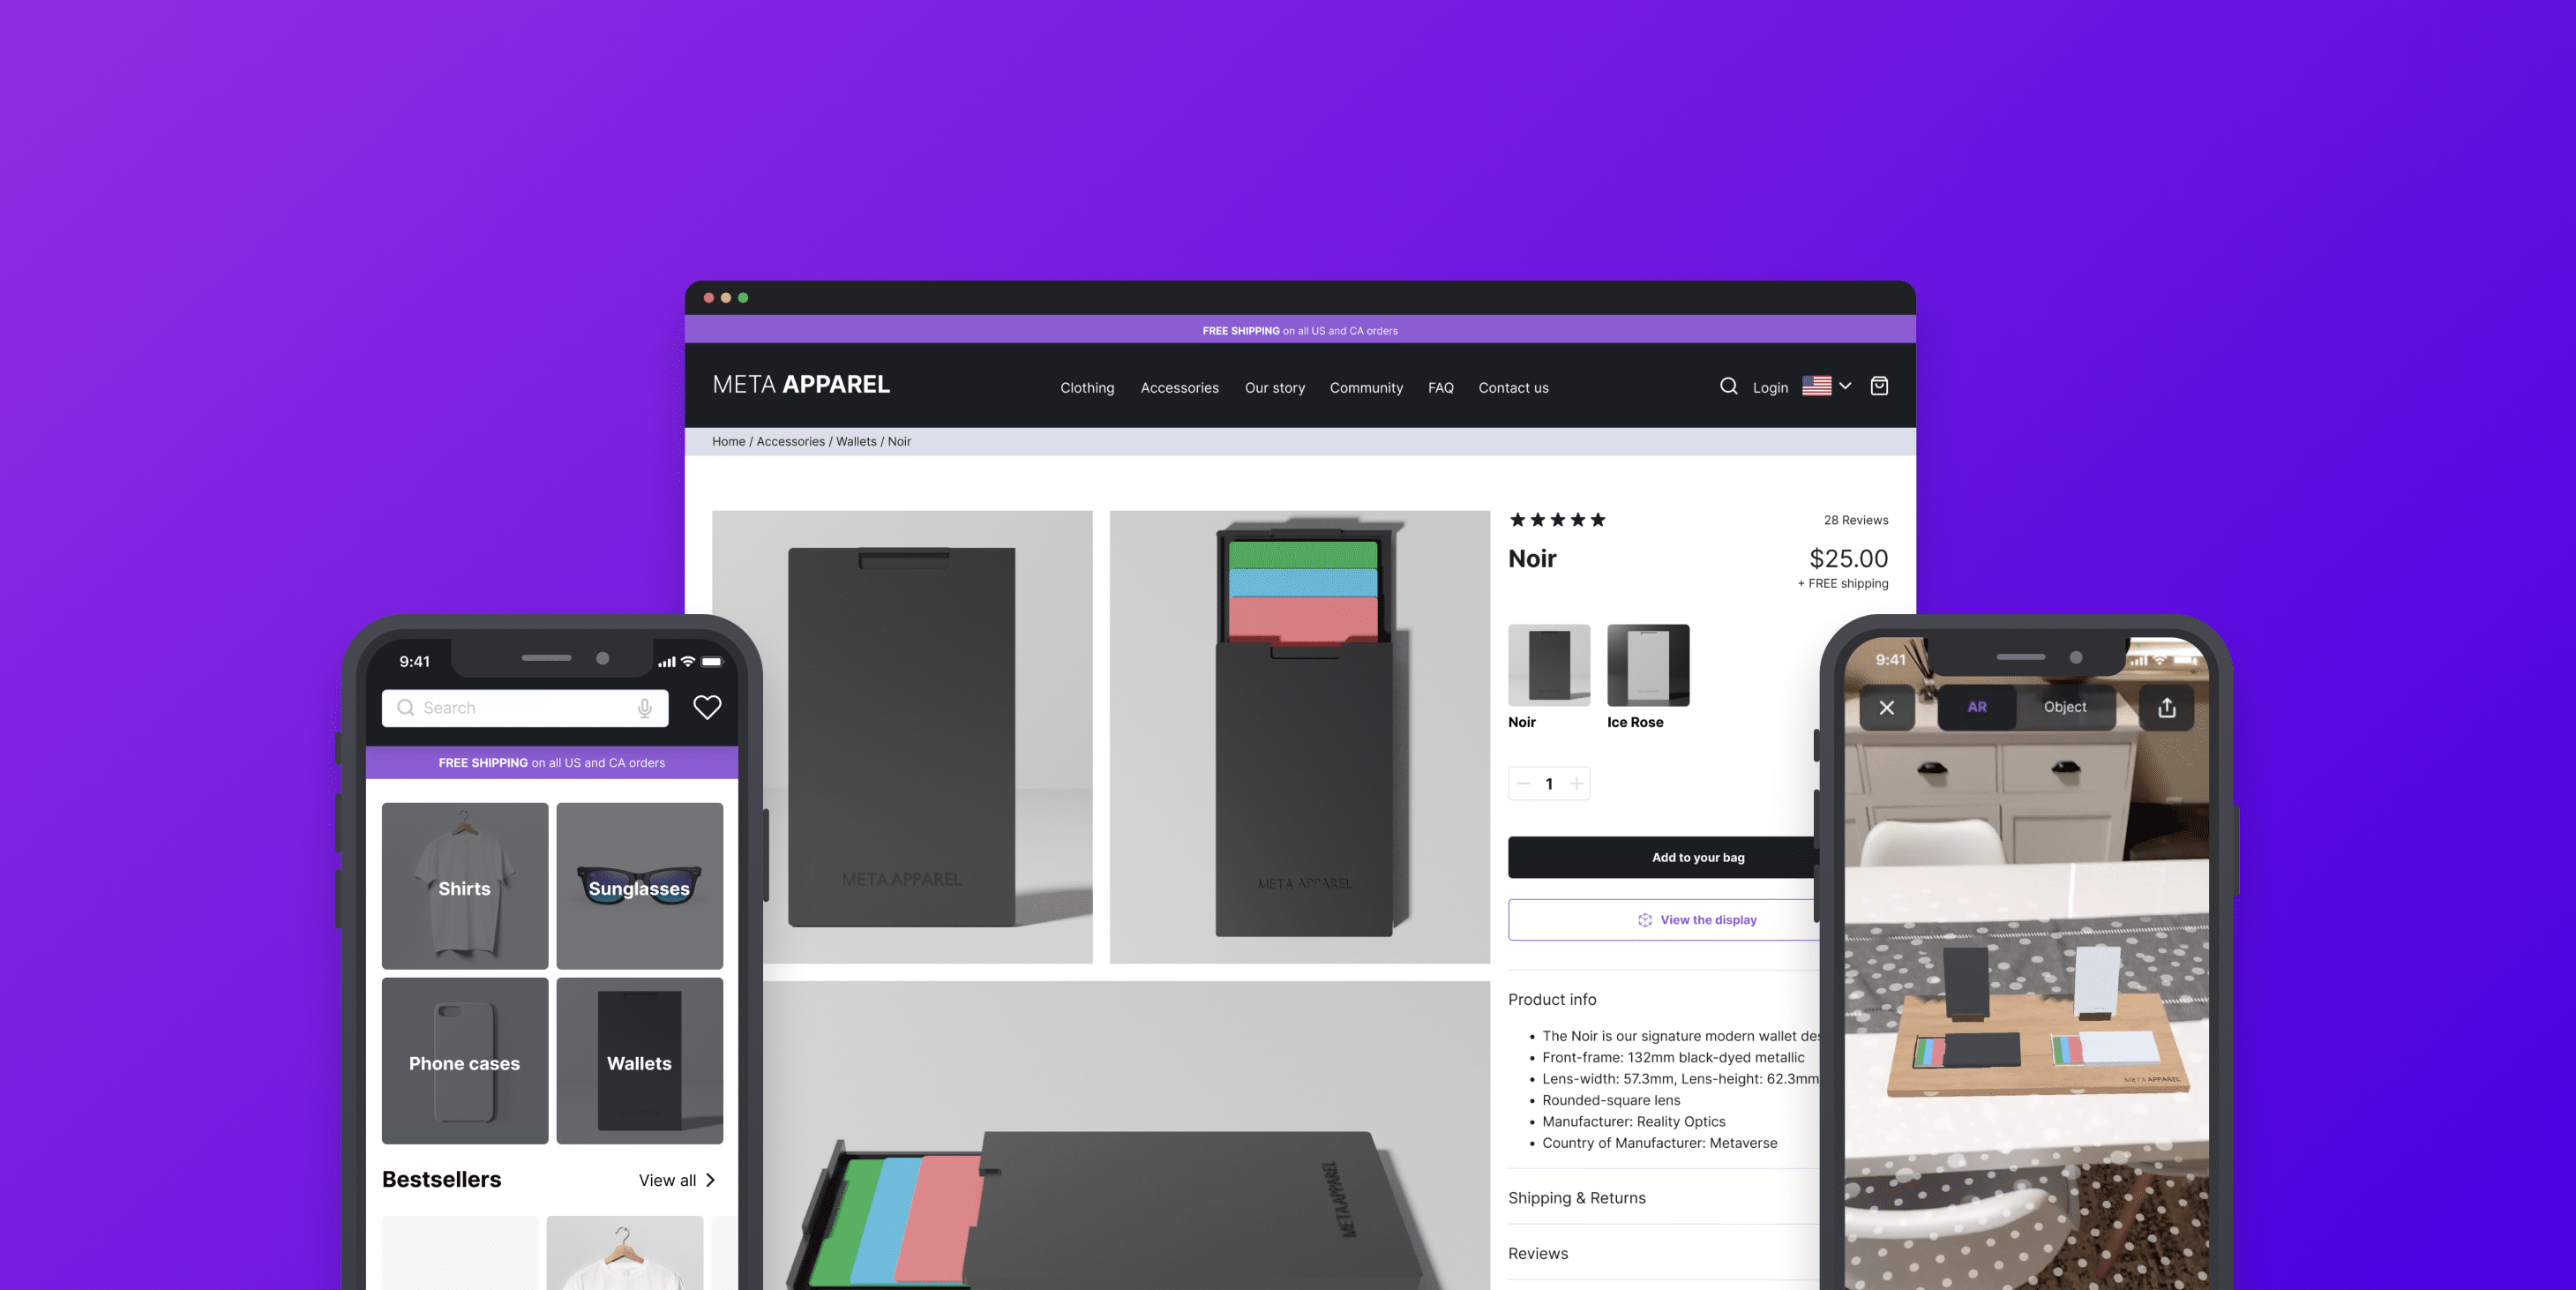 FREE SHIPPING on all US and CA orders
META APPAREL
Clothing
Accessories
Our story
Community
FAQ
Contact us
Login
Home / Accessories / Wallets / Noir
META APPAREL
META APPAREL
META APPAREL
28 Reviews
Noir
$25.00
+ FREE shipping
Noir
Ice Rose
1
Add to your bag
View the display
Product info
• The Noir is our signature modern wallet
• Front-frame: 132mm black-dyed metallic
• Lens-width: 57.3mm, Lens-height: 62.3mm
• Rounded-square lens
• Manufacturer: Reality Optics
• Country of Manufacturer: Metaverse
Shipping & Returns
Reviews
9:41
Search
FREE SHIPPING on all US and CA orders
Shirts
Sunglasses
Phone cases
Wallets
Bestsellers
View all
9:41
AR
Object
META APPAREL